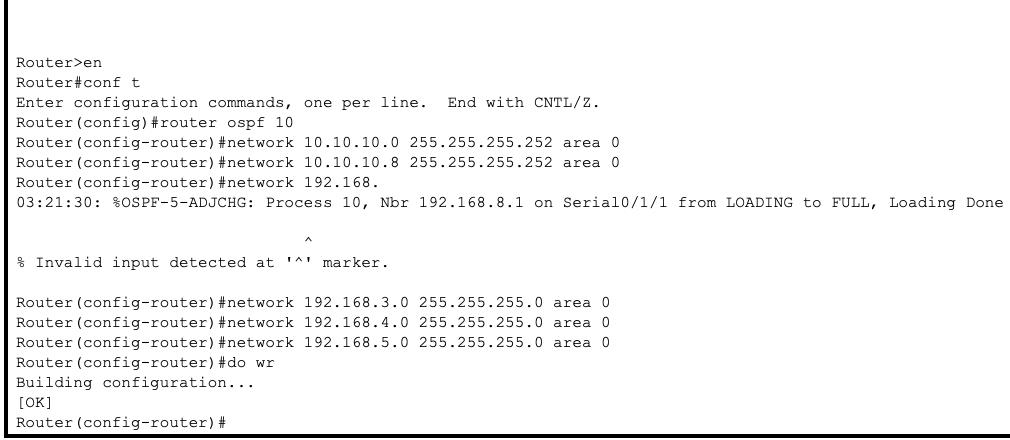 Router>en
Router#conf t
Enter configuration commands, one per line.  End with CNTL/Z.
Router(config)#router ospf 10
Router(config-router)#network 10.10.10.0 255.255.255.252 area 0
Router(config-router)#network 10.10.10.8 255.255.255.252 area 0
Router(config-router)#network 192.168.
03:21:30: %OSPF-5-ADJCHG: Process 10, Nbr 192.168.8.1 on Serial0/1/1 from LOADING to FULL, Loading Done
^
% Invalid input detected at '^' marker.
Router(config-router)#network 192.168.3.0 255.255.255.0 area 0
Router(config-router)#network 192.168.4.0 255.255.255.0 area 0
Router(config-router)#network 192.168.5.0 255.255.255.0 area 0
Router(config-router)#do wr
Building configuration...
[OK]
Router(config-router)#